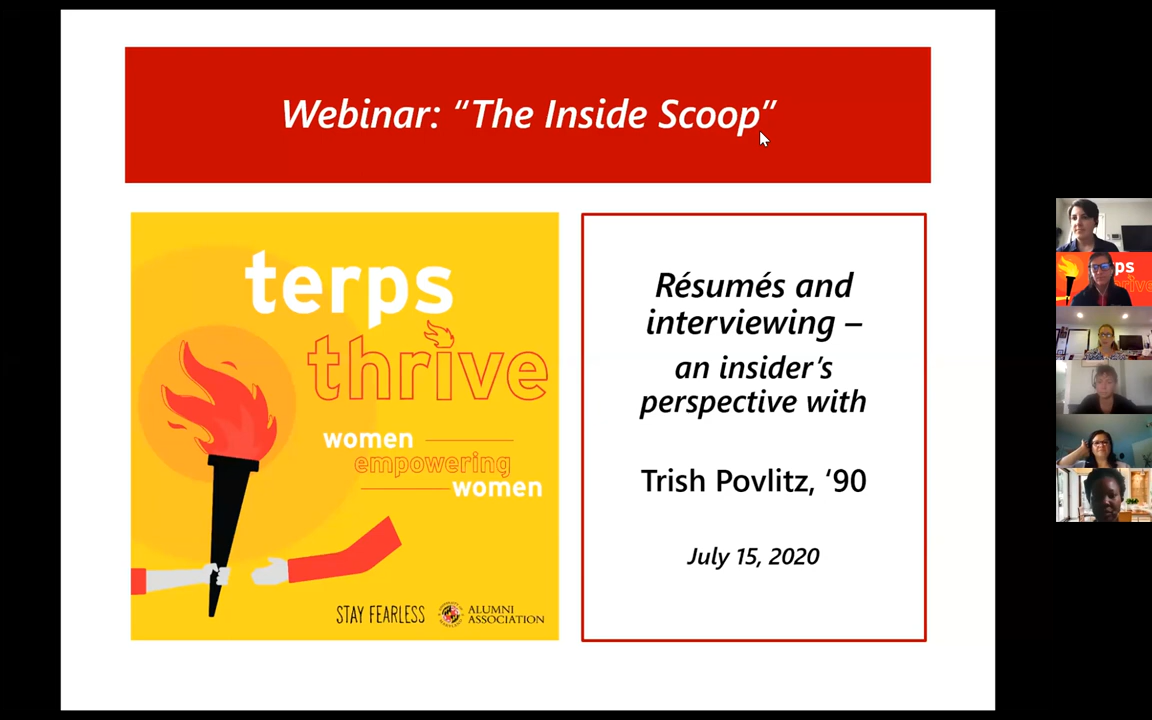 Webinar: “The Inside Scoop”
terps
thrive
women
empowering
women
STAY FEARLESS
ALUMNI
ASSOCIATION
Résumés and
interviewing –
an insider’s
perspective with
Trish Povlitz, ‘90
July 15, 2020